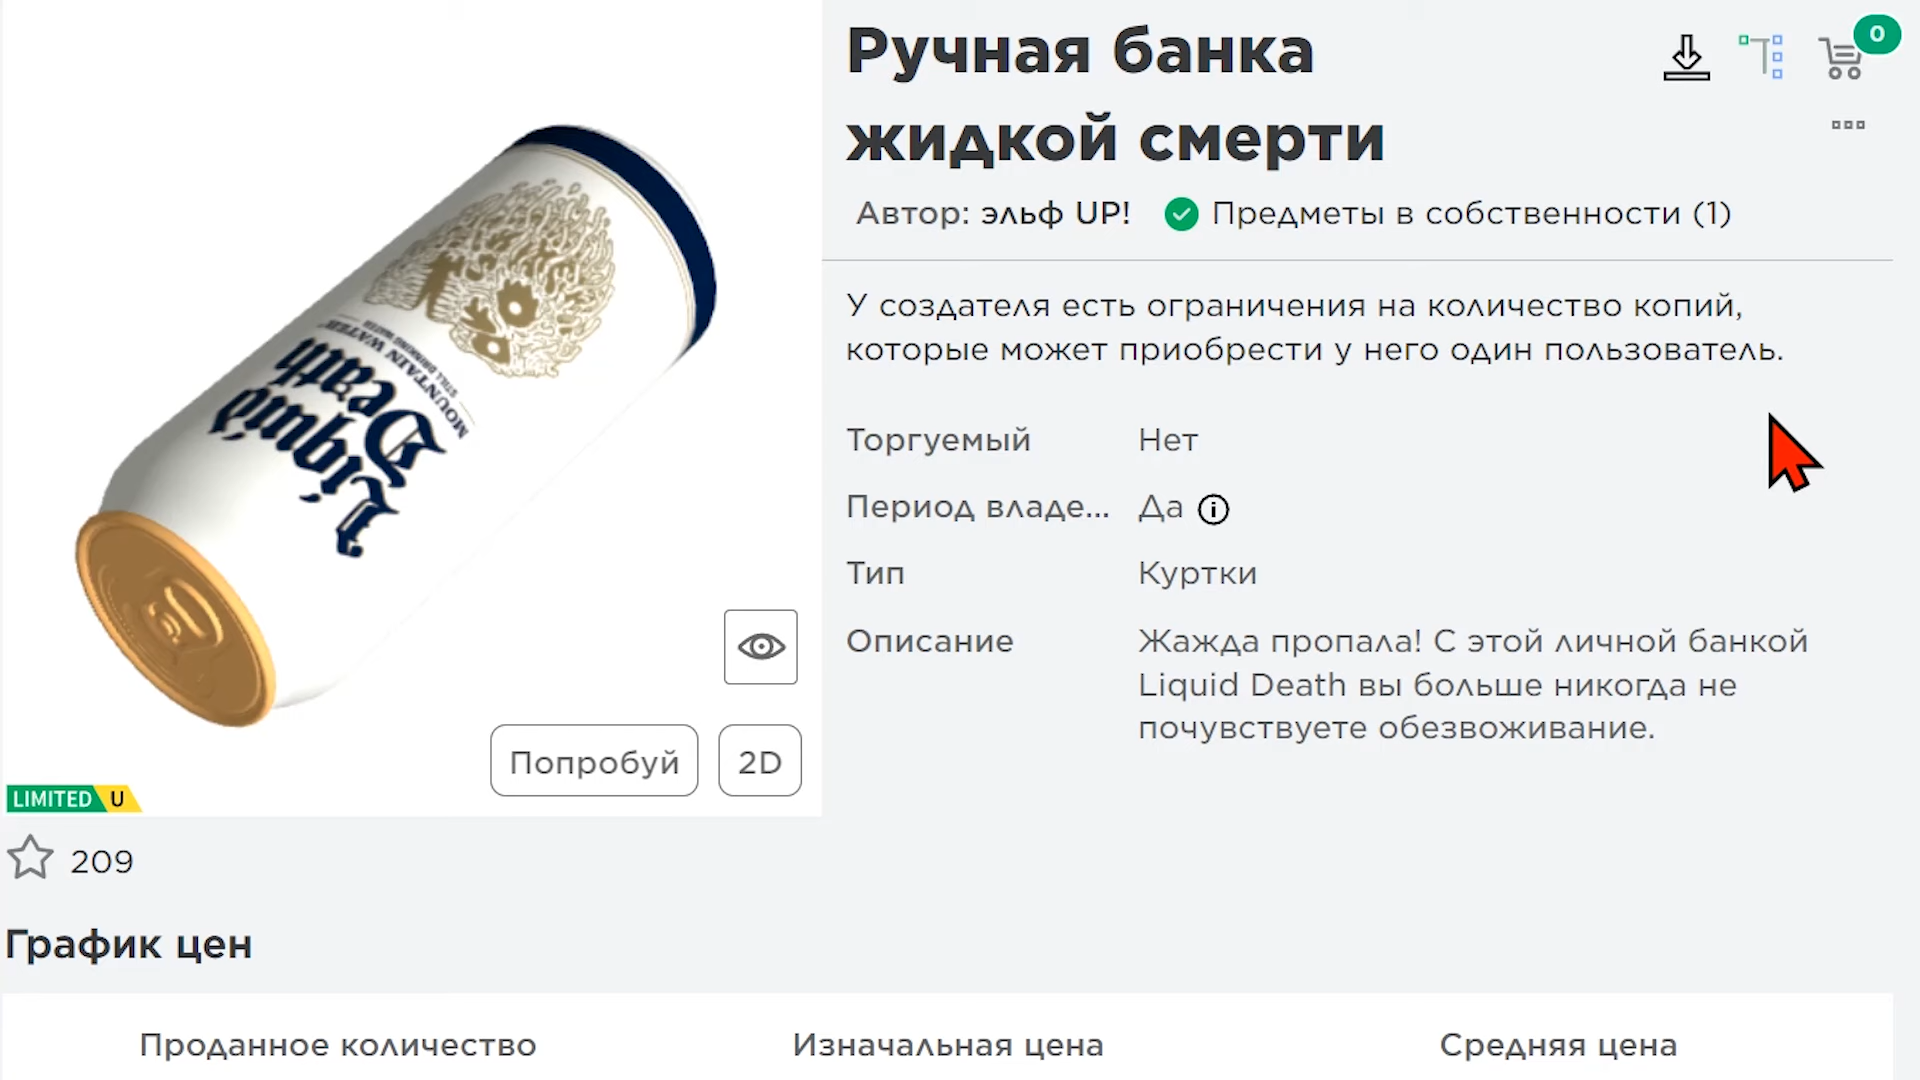 Ручная банка
жидкой смерти
0
Автор: эльф UP!
Предметы в собственности (1)
У создателя есть ограничения на количество копий,
которые может приобрести у него один пользователь.
Торгуемый Нет
Период владе... Да
Тип Куртки
Описание Жажда пропала! С этой личной банкой
Liquid Death вы больше никогда не
почувствуете обезвоживание.
MOUNTAIN WATER
STILL DRINKING WATER
Liquid
Death
Попробуй
2D
LIMITED U
209
График цен
Проданное количество
Изначальная цена
Средняя цена